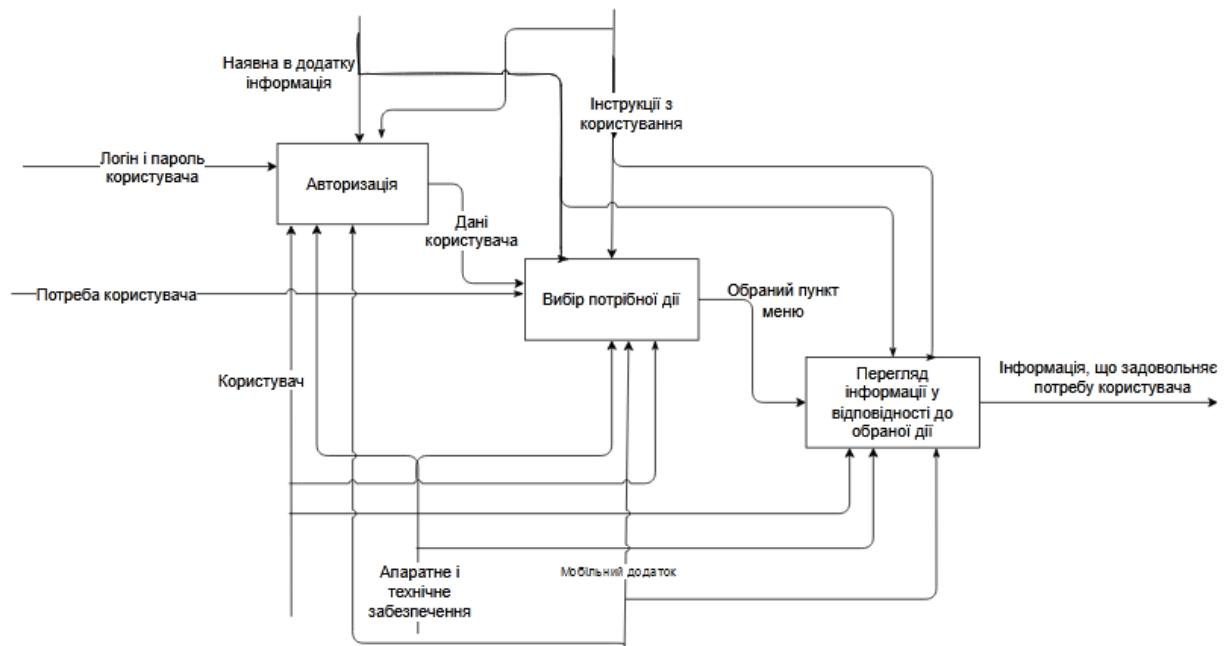 Наявна в додатку
інформація
Інструкції з
користування
Логін і пароль
користувача
Авторизація
Дані
користувача
Потреба користувача
Вибір потрібної дії
Обраний пункт
меню
Користувач
Перегляд
інформації у
відповідності до
обраної дії
Інформація, що задовольняє
потребу користувача
Апаратне і
технічне
забезпечення
Мобільний додаток